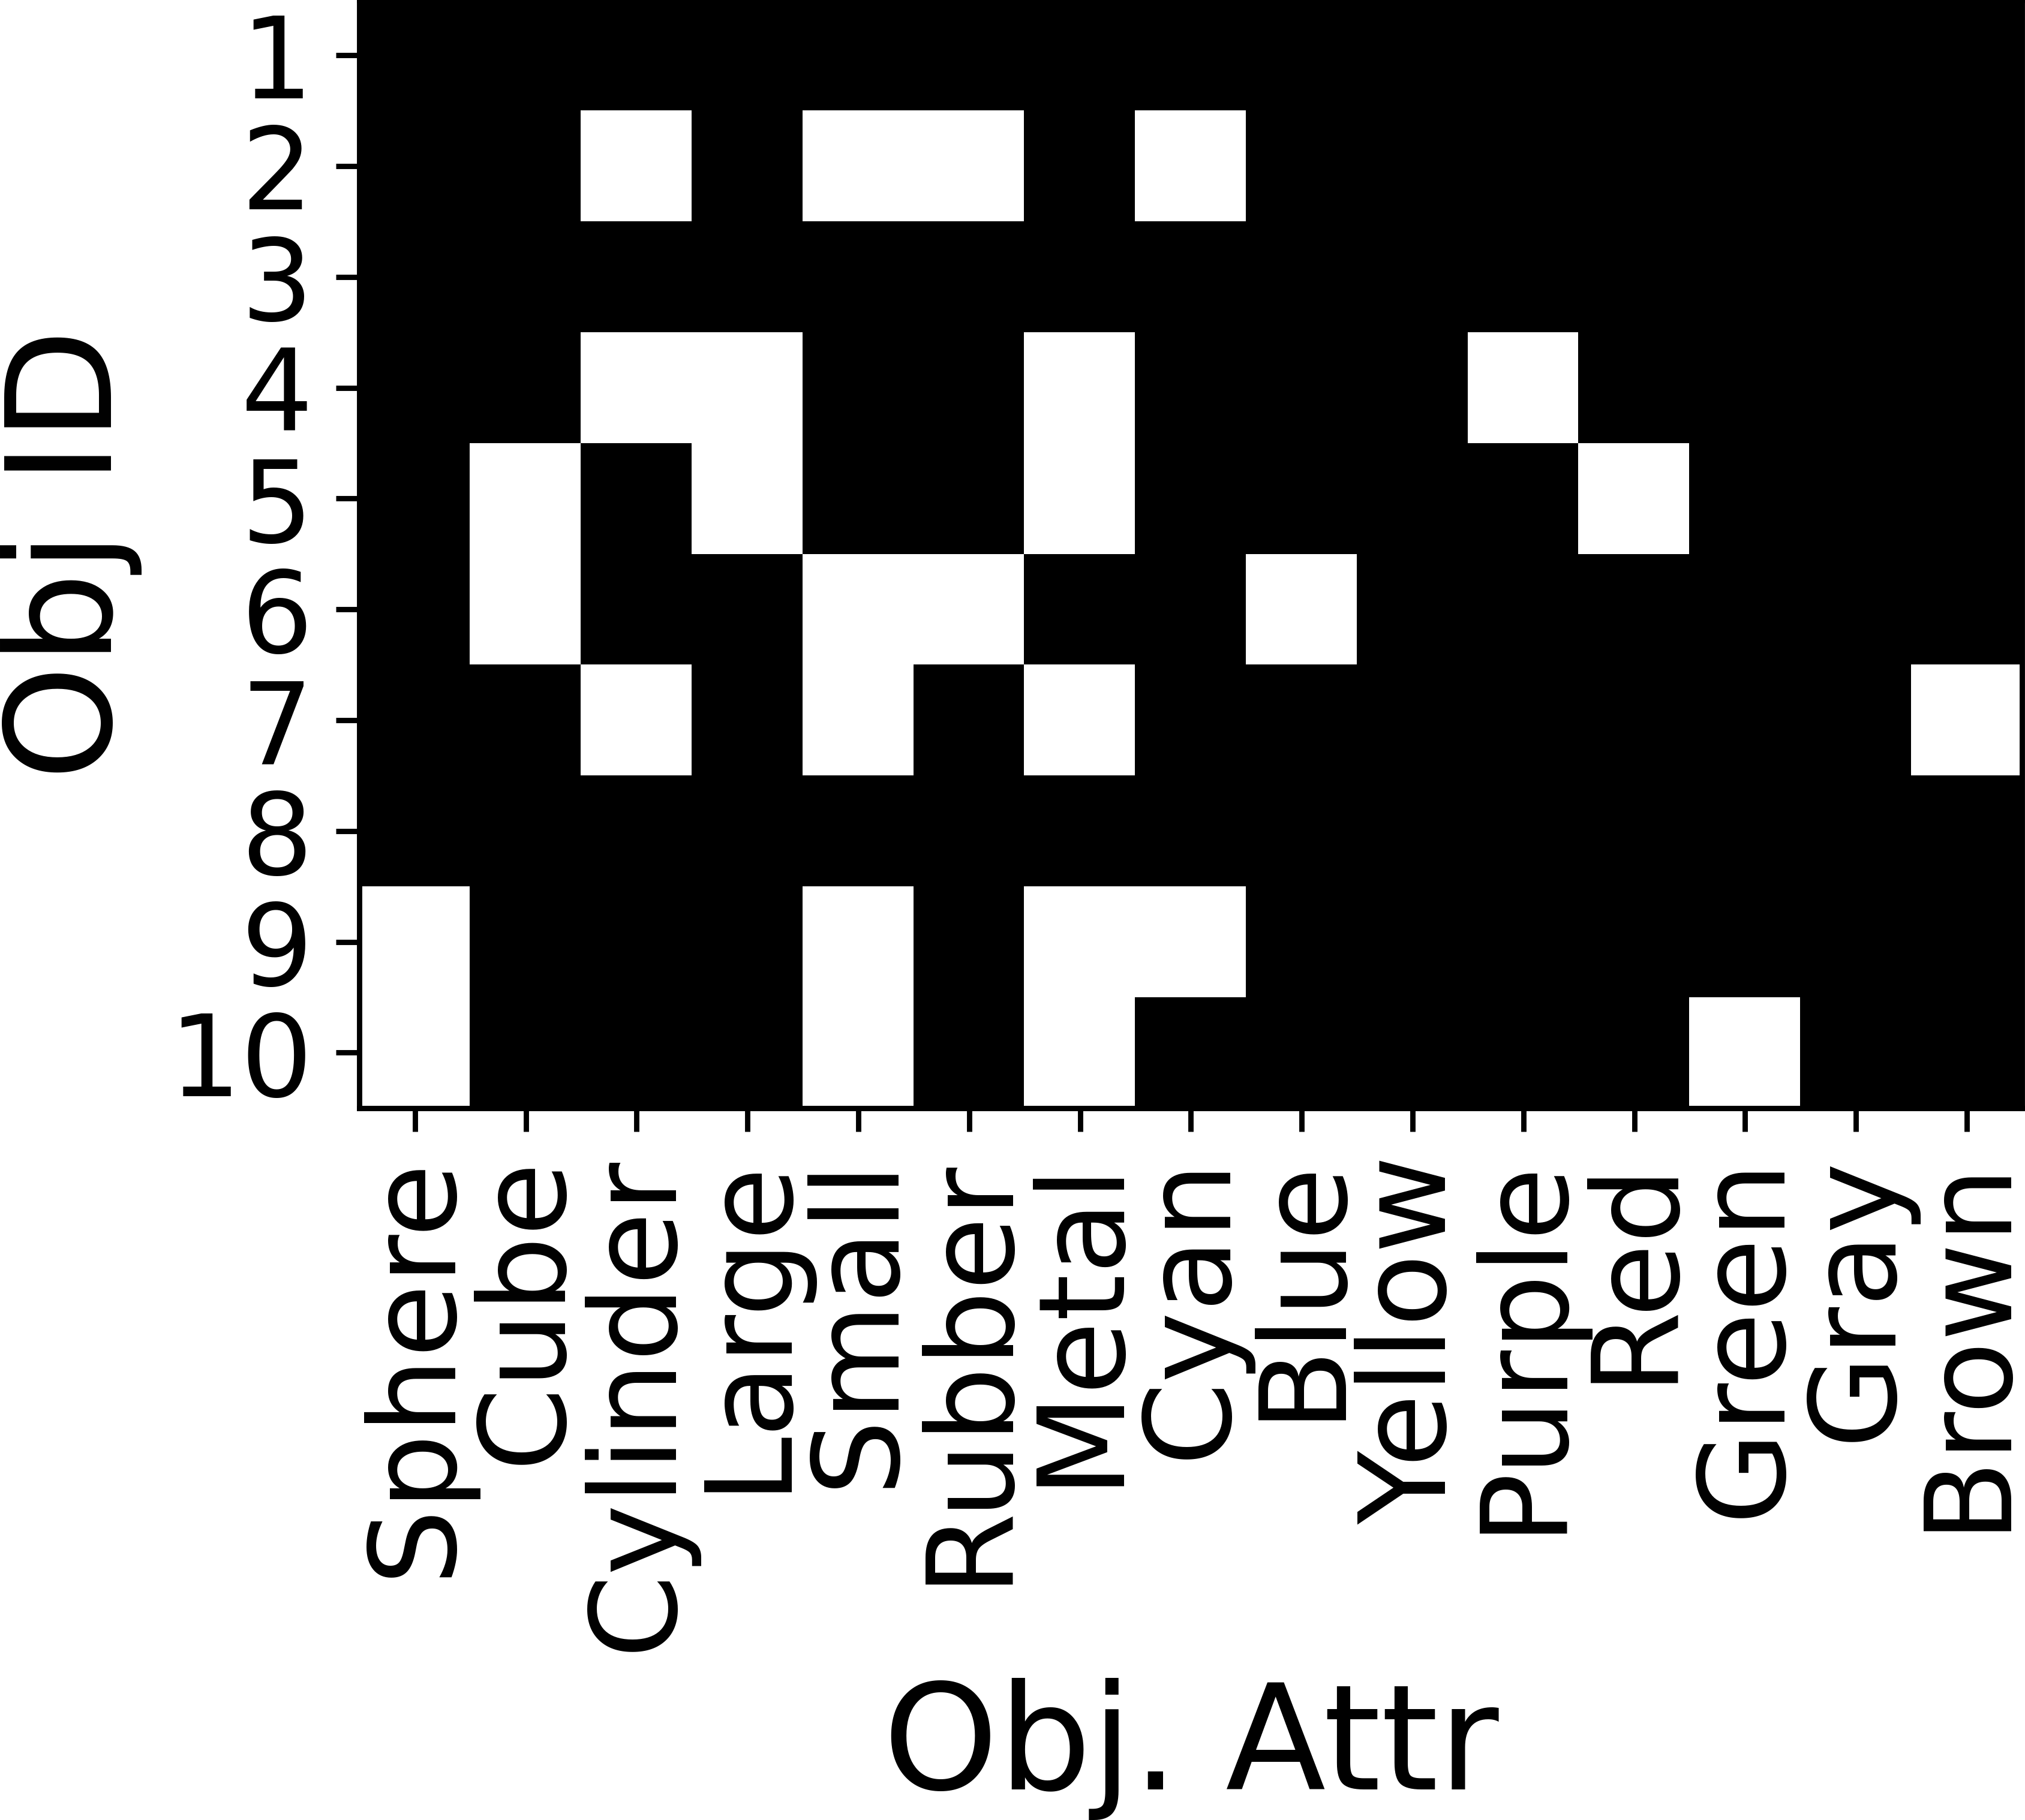 Obj ID
1
2
3
4
5
6
7
8
9
10
Sphere
Cube
Cylinder
Large
Small
Rubber
Metal
Cyan
Blue
Yellow
Purple
Red
Green
Gray
Brown
Obj. Attr